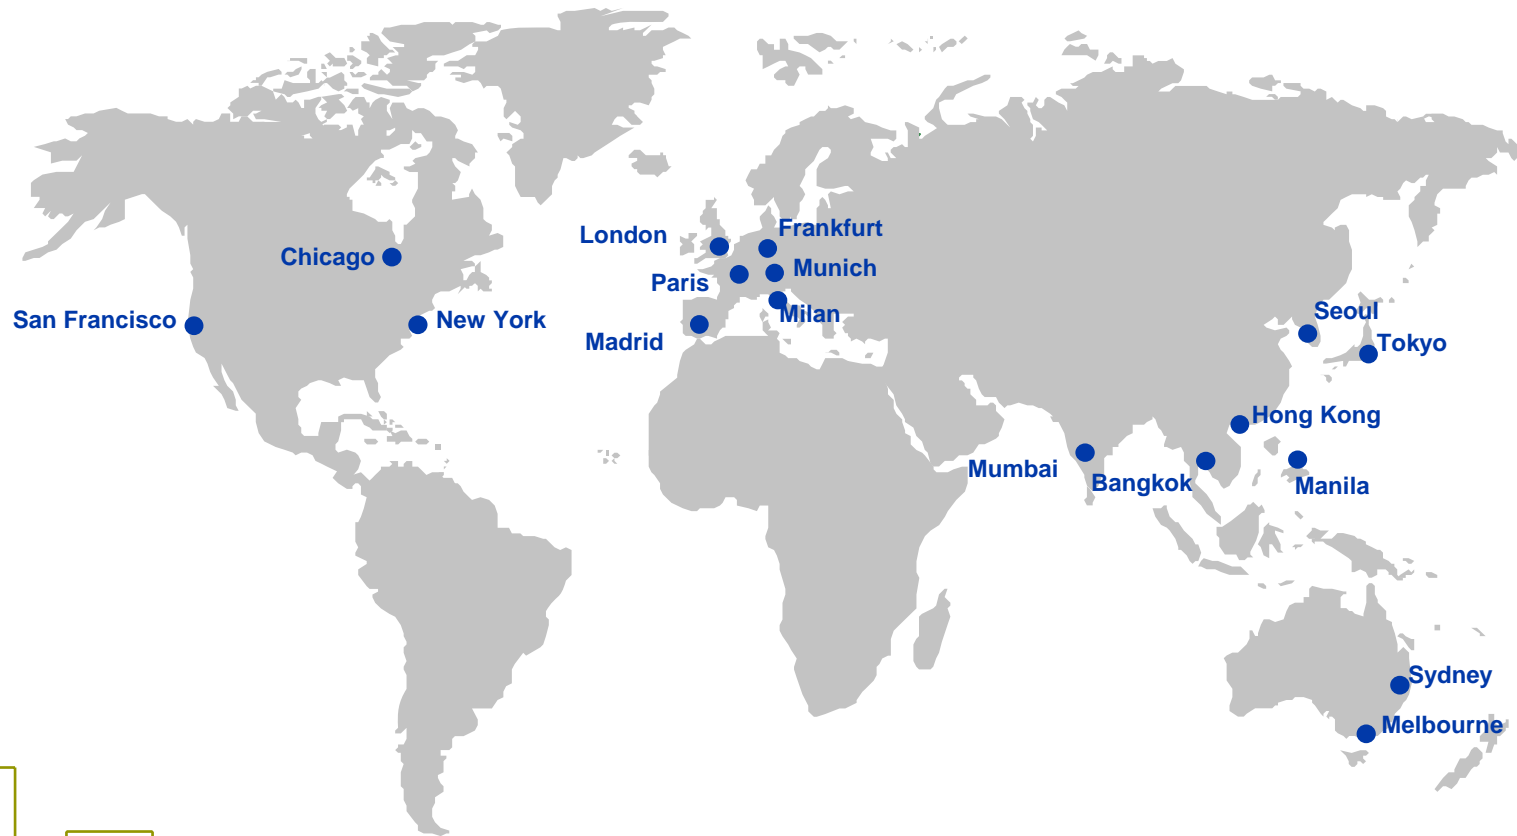 Frankfurt
London
Chicago
Munich
Paris
Milan
Seoul
San Francisco
New York
Madrid
Tokyo
Hong Kong
Mumbai
Bangkok
Manila
Sydney
Melbourne